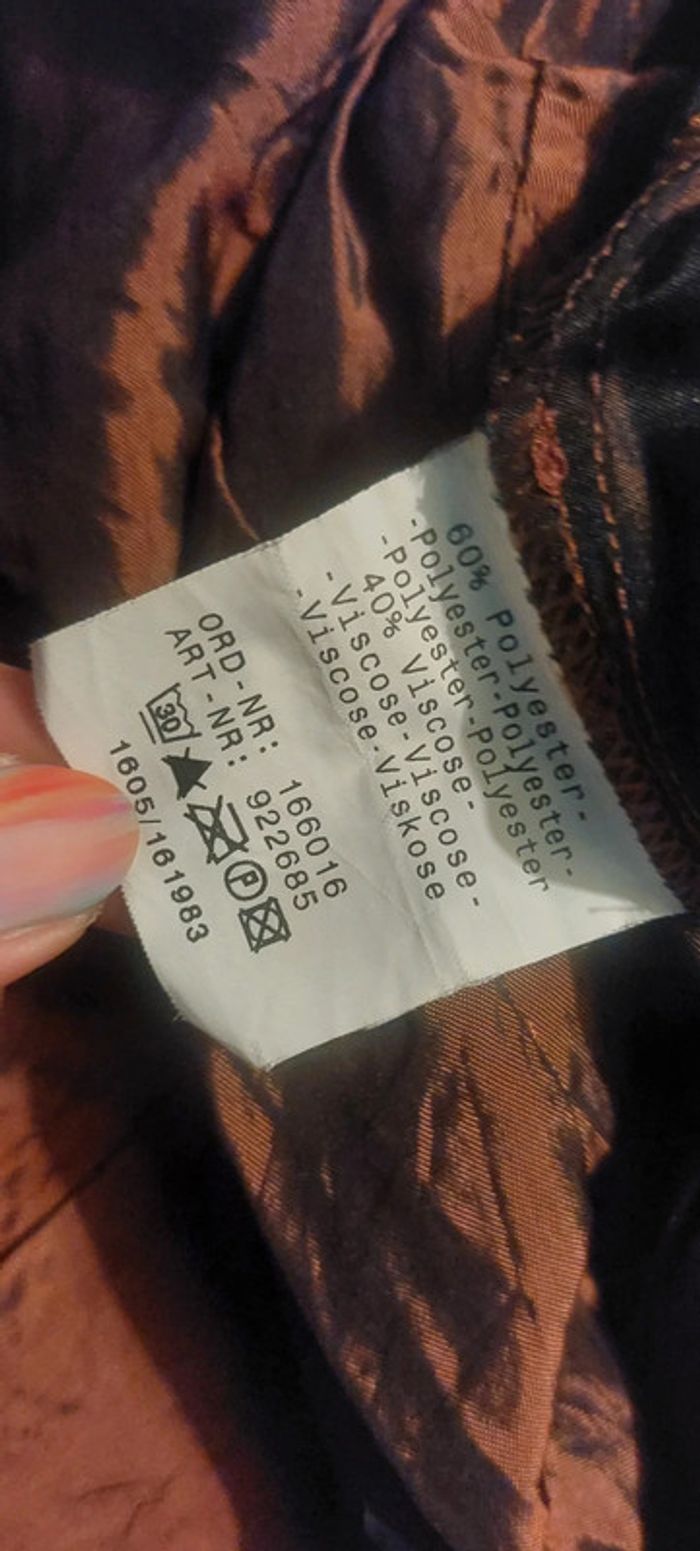 60% Polyester-
-Polyester-Polyester-
-Polyester-Polyester
40% Viscose-
-Viscose-Viscose-
-Viscose-Viskose
ORD-NR: 166016
ART-NR: 922685
30
P
1605/161983